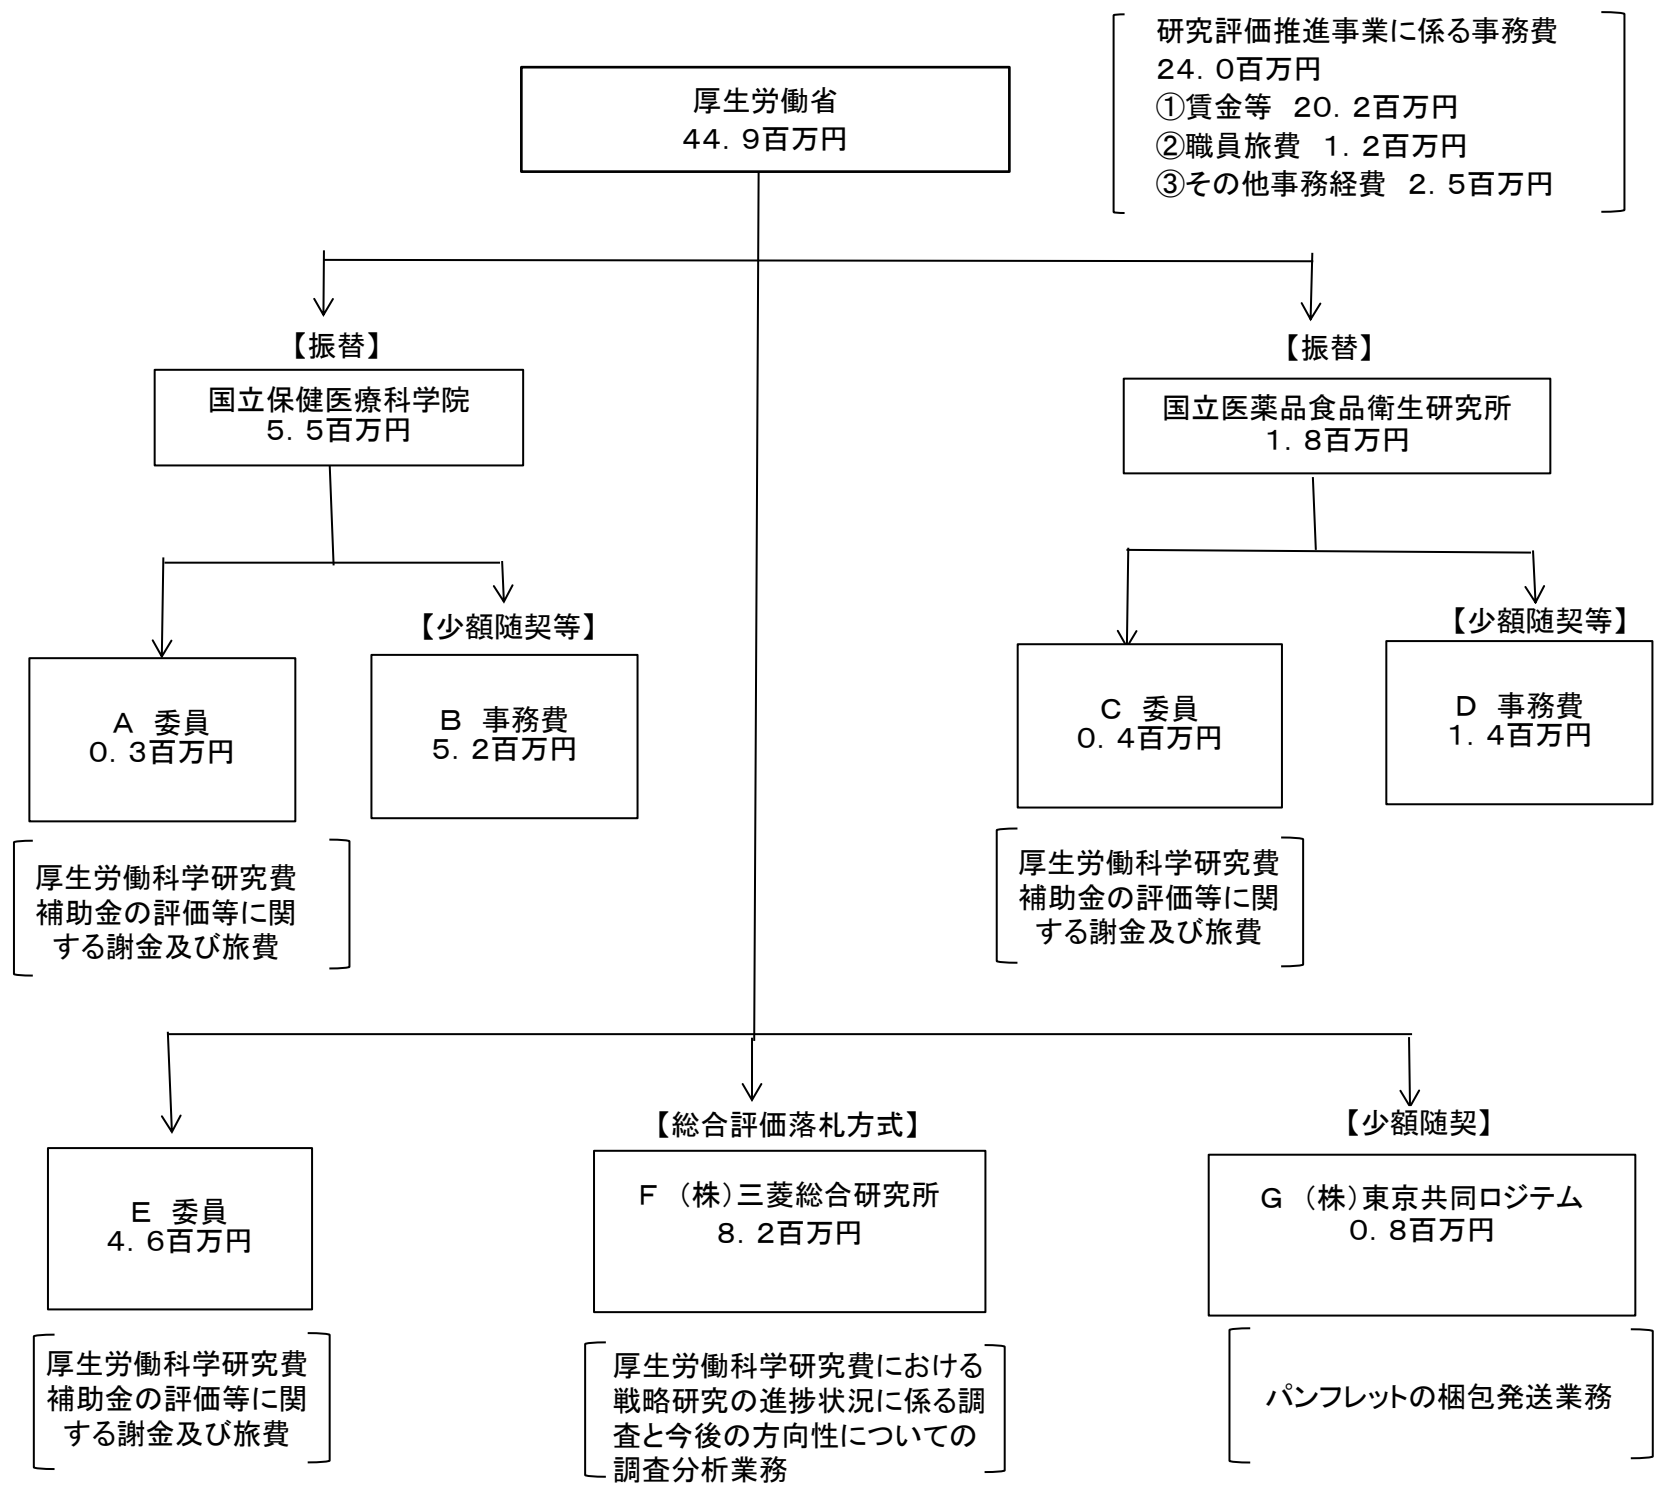 研究評価推進事業に係る事務費
24．0百万円
①賃金等　20．2百万円
②職員旅費　1．2百万円
③その他事務経費　2．5百万円
厚生労働省
44．9百万円
【振替】
国立保健医療科学院
5．5百万円
【振替】
国立医薬品食品衛生研究所
1．8百万円
A　委員
0．3百万円
【少額随契等】
B　事務費
5．2百万円
C　委員
0．4百万円
【少額随契等】
D　事務費
1．4百万円
厚生労働科学研究費
補助金の評価等に関
する謝金及び旅費
厚生労働科学研究費
補助金の評価等に関
する謝金及び旅費
E　委員
4．6百万円
【総合評価落札方式】
F　（株）三菱総合研究所
8．2百万円
【少額随契】
G　（株）東京共同ロジテム
0．8百万円
厚生労働科学研究費
補助金の評価等に関
する謝金及び旅費
厚生労働科学研究費における
戦略研究の進捗状況に係る調
査と今後の方向性についての
調査分析業務
パンフレットの梱包発送業務